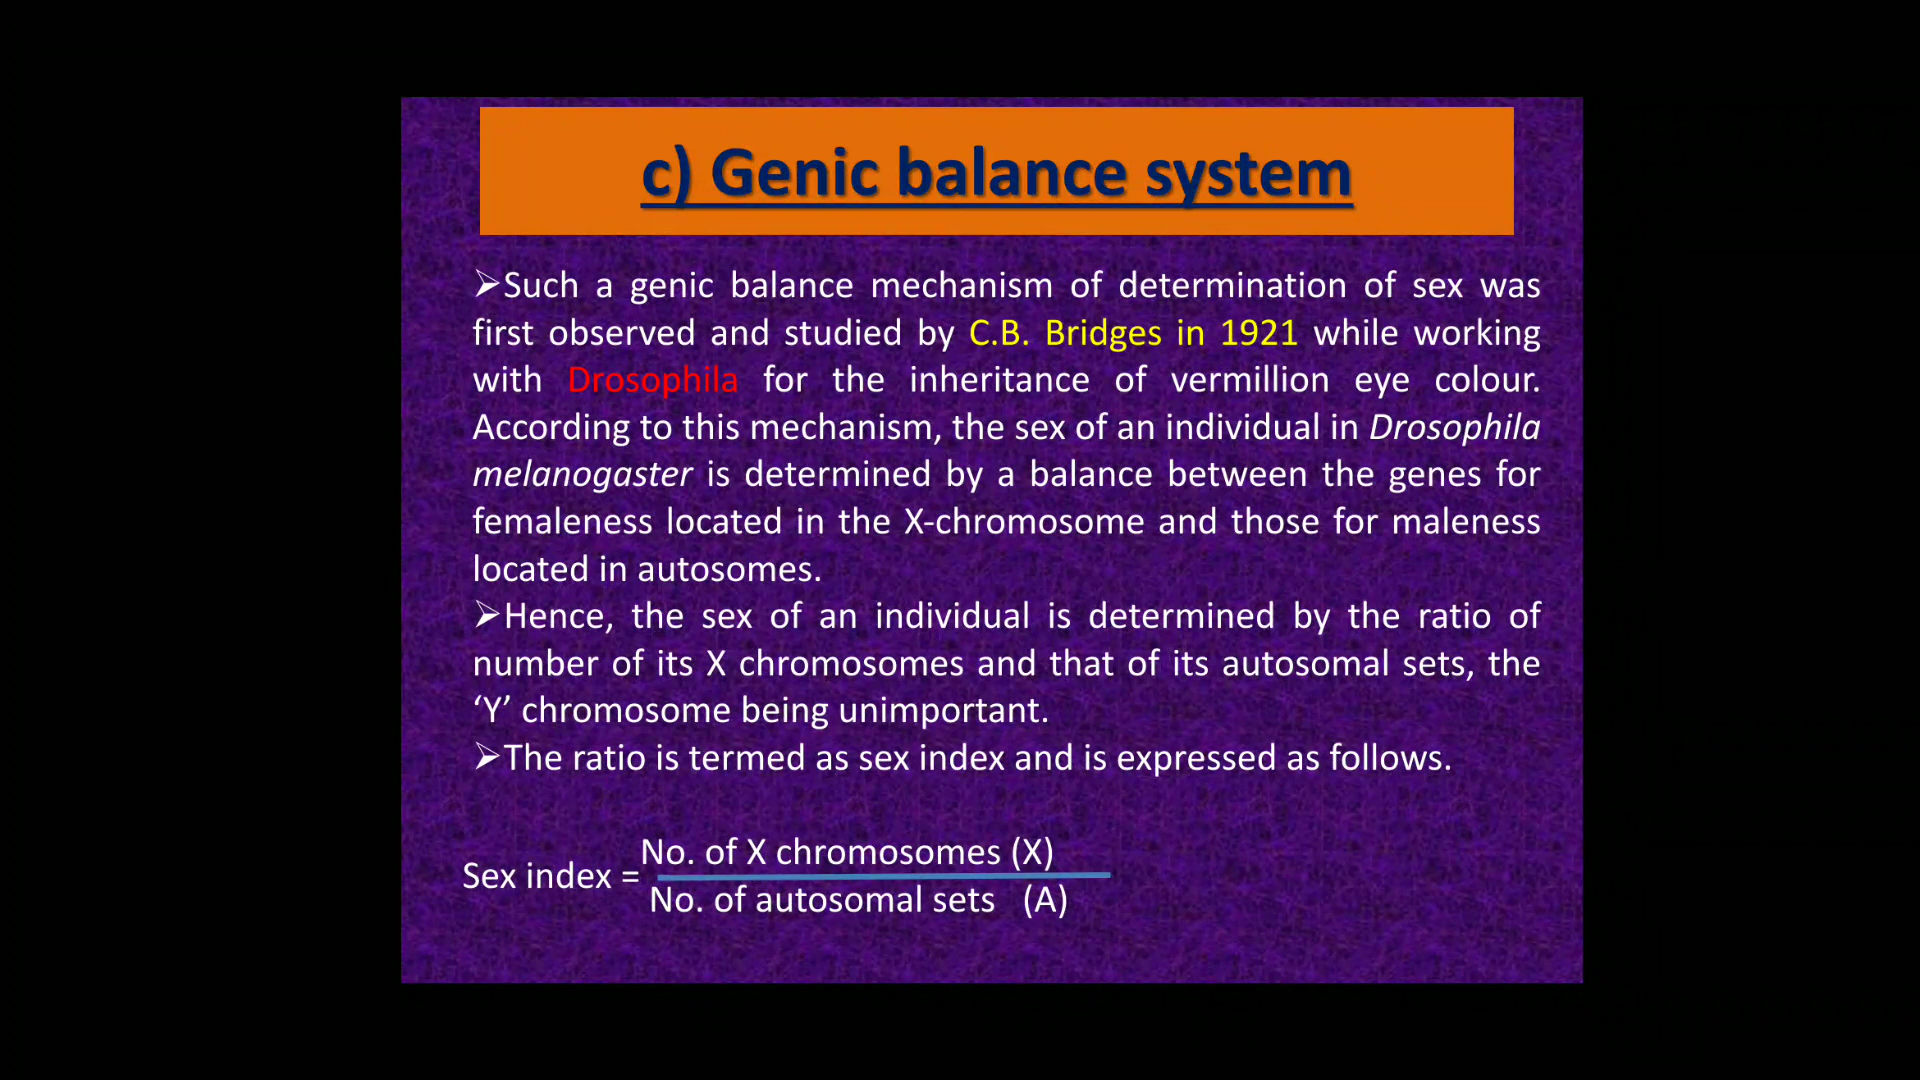 c) Genic balance system
➢Such a genic balance mechanism of determination of sex was
first observed and studied by C.B. Bridges in 1921 while working
with Drosophila for the inheritance of vermillion eye colour.
According to this mechanism, the sex of an individual in Drosophila
melanogaster is determined by a balance between the genes for
femaleness located in the X-chromosome and those for maleness
located in autosomes.
➢Hence, the sex of an individual is determined by the ratio of
number of its X chromosomes and that of its autosomal sets, the
‘Y’ chromosome being unimportant.
➢The ratio is termed as sex index and is expressed as follows.
No. of X chromosomes (X)
Sex index =
No. of autosomal sets (A)